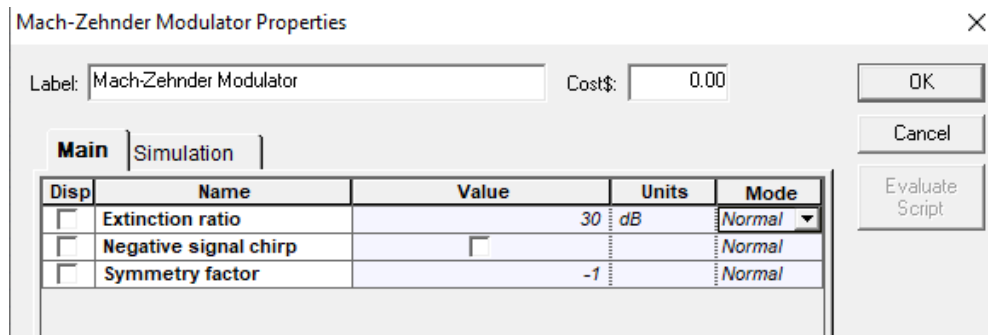 Mach-Zehnder Modulator Properties
Label: Mach-Zehnder Modulator Cost$: 0.00 OK
Cancel
Main Simulation
Disp Name Value Units Mode Evaluate Script
Extinction ratio 30 dB Normal
Negative signal chirp Normal
Symmetry factor -1 Normal